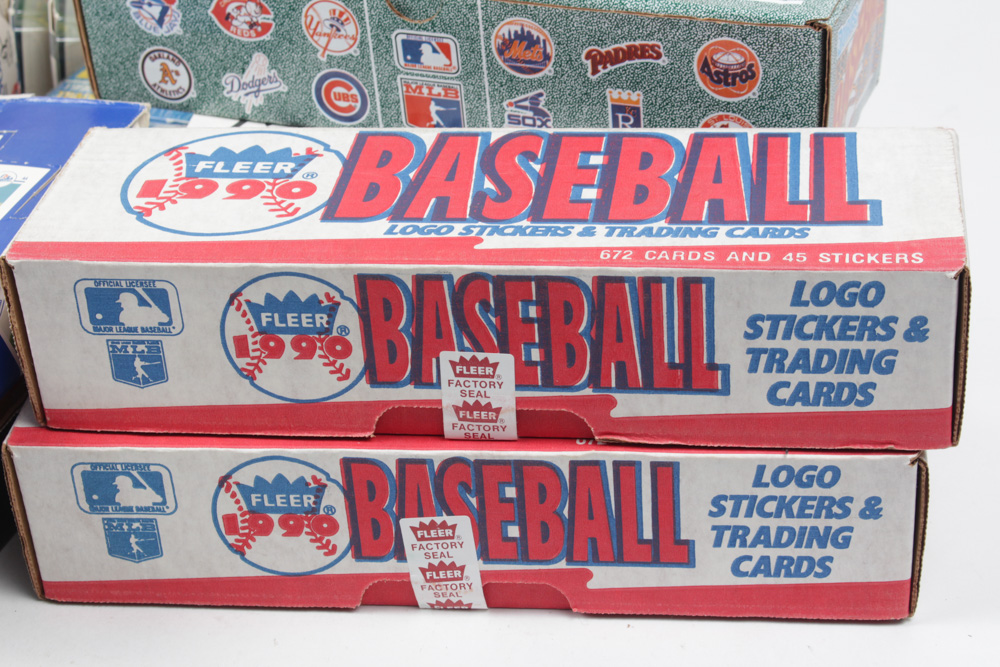 REDS
Yankees
OAKLAND
ATHLETICS
Dodgers
CUBS
MLB
Mets
PADRES
Astros
SOX
R
ST. LOUIS
FLEER®
1990
BASEBALL
LOGO STICKERS & TRADING CARDS
672 CARDS AND 45 STICKERS
OFFICIAL LICENSEE
MAJOR LEAGUE BASEBALL
MLB
FLEER®
1990
BASEBALL
LOGO
STICKERS &
TRADING
CARDS
FLEER®
FACTORY
SEAL
FLEER®
FACTORY
SEAL
OFFICIAL LICENSEE
MAJOR LEAGUE BASEBALL
MLB
FLEER®
1990
BASEBALL
LOGO
STICKERS &
TRADING
CARDS
FLEER®
FACTORY
SEAL
FLEER®
FACTORY
SEAL